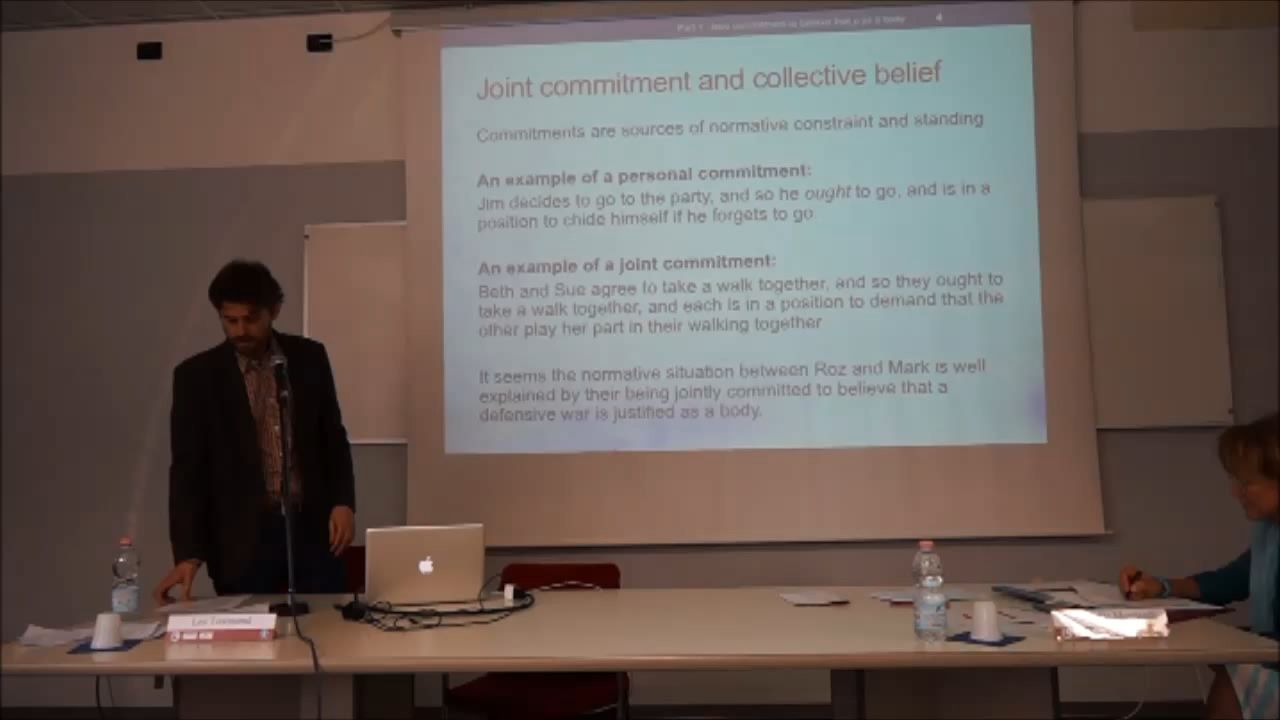 4
Joint commitment and collective belief
Commitments are sources of normative constraint and standing
An example of a personal commitment:
Jim decides to go to the party, and so he ought to go, and is in a
position to chide himself if he forgets to go
An example of a joint commitment:
Beth and Sue agree to take a walk together, and so they ought to
take a walk together, and each is in a position to demand that the
other play her part in their walking together
It seems the normative situation between Roz and Mark is well
explained by their being jointly committed to believe that a
defensive war is justified as a body.
Leo Townsend